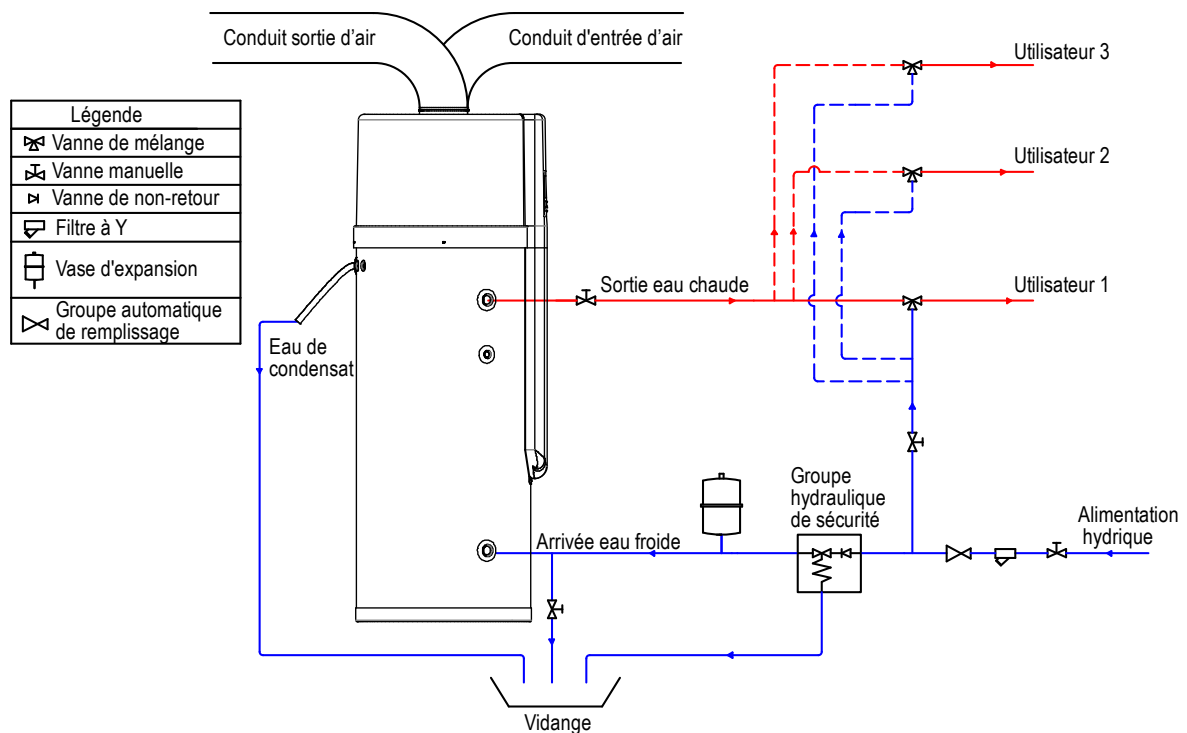 Conduit sortie d'air
Conduit d'entrée d'air
Utilisateur 3
Légende
Vanne de mélange
Vanne manuelle
Vanne de non-retour
Filtre à Y
Vase d'expansion
Groupe automatique
de remplissage
Utilisateur 2
Sortie eau chaude
Utilisateur 1
Eau de
condensat
Groupe
hydraulique
de sécurité
Alimentation
hydrique
Arrivée eau froide
Vidange